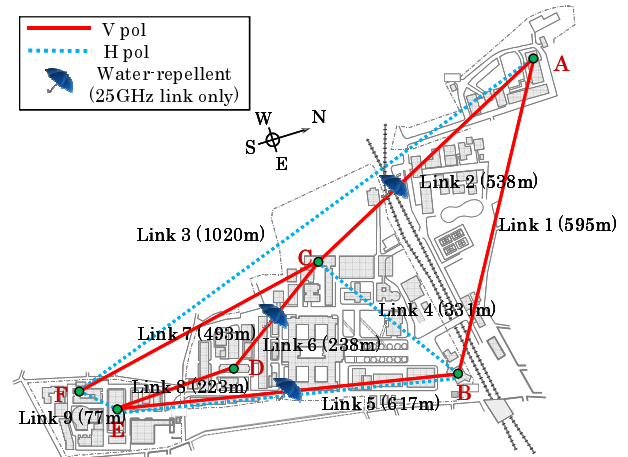 V pol
H pol
Water-repellent
(25GHz link only)
A
W
N
S
E
Link 2 (538m)
Link 1 (595m)
Link 3 (1020m)
C
Link 4 (331m)
Link 7 (493m)
Link 6 (238m)
D
Link 8 (223m)
B
F
Link 5 (617m)
Link 9 (77m)
E